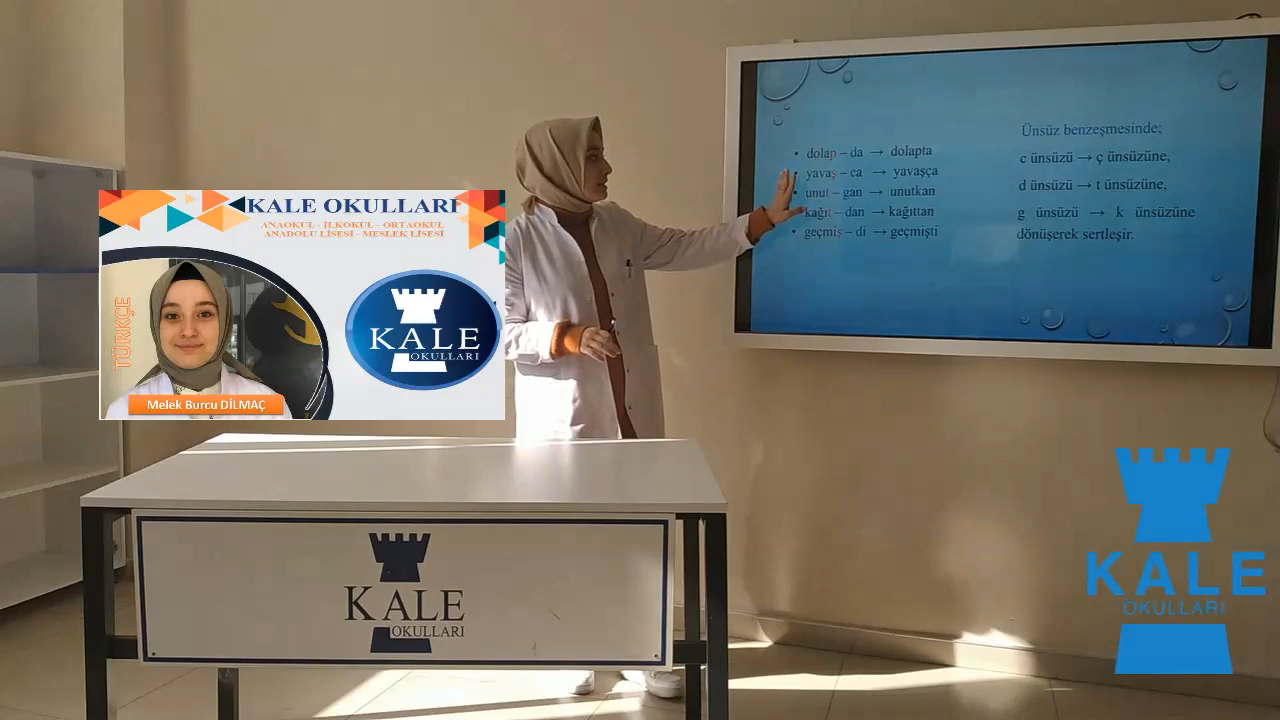 KALE OKULLARI
ANAOKUL - İLKOKUL - ORTAOKUL
ANADOLU LİSESİ - MESLEK LİSESİ
TÜRKÇE
KALE
OKULLARI
Melek Burcu DİLMAÇ
• dolap – da → dolapta
• yavaş – ca → yavaşça
• unut – gan → unutkan
• kağıt – dan → kağıttan
• geçmiş – di → geçmişti
Ünsüz benzeşmesinde;
c ünsüzü → ç ünsüzüne,
d ünsüzü → t ünsüzüne,
g ünsüzü → k ünsüzüne
dönüşerek sertleşir.
KALE
OKULLARI
KALE
OKULLARI